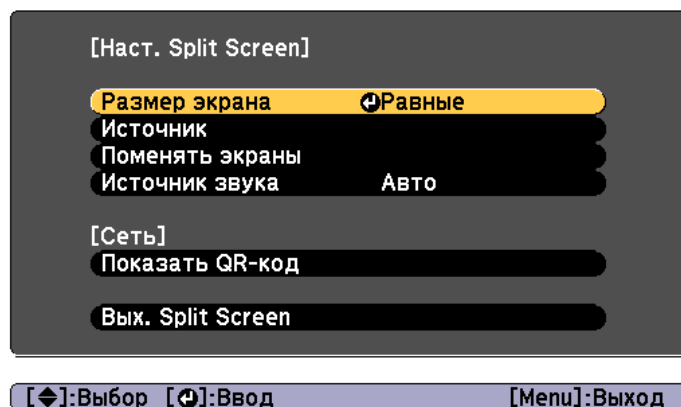 [Наст. Split Screen]
Размер экрана Равные
Источник
Поменять экраны
Источник звука Авто
[Сеть]
Показать QR-код
Вых. Split Screen
[◆]:Выбор [⏎]:Ввод [Menu]:Выход